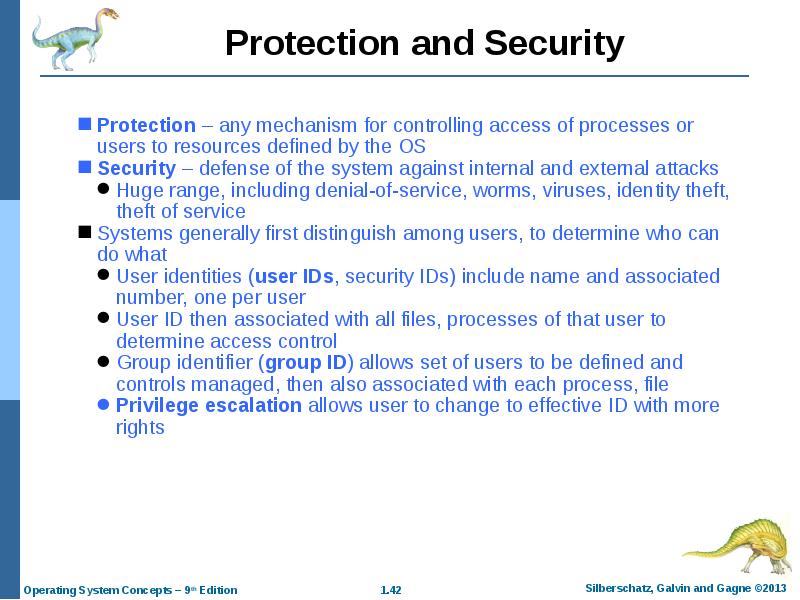 Protection and Security
Protection – any mechanism for controlling access of processes or
users to resources defined by the OS
Security – defense of the system against internal and external attacks
Huge range, including denial-of-service, worms, viruses, identity theft,
theft of service
Systems generally first distinguish among users, to determine who can
do what
User identities (user IDs, security IDs) include name and associated
number, one per user
User ID then associated with all files, processes of that user to
determine access control
Group identifier (group ID) allows set of users to be defined and
controls managed, then also associated with each process, file
Privilege escalation allows user to change to effective ID with more
rights
Operating System Concepts – 9th Edition
1.42
Silberschatz, Galvin and Gagne ©2013